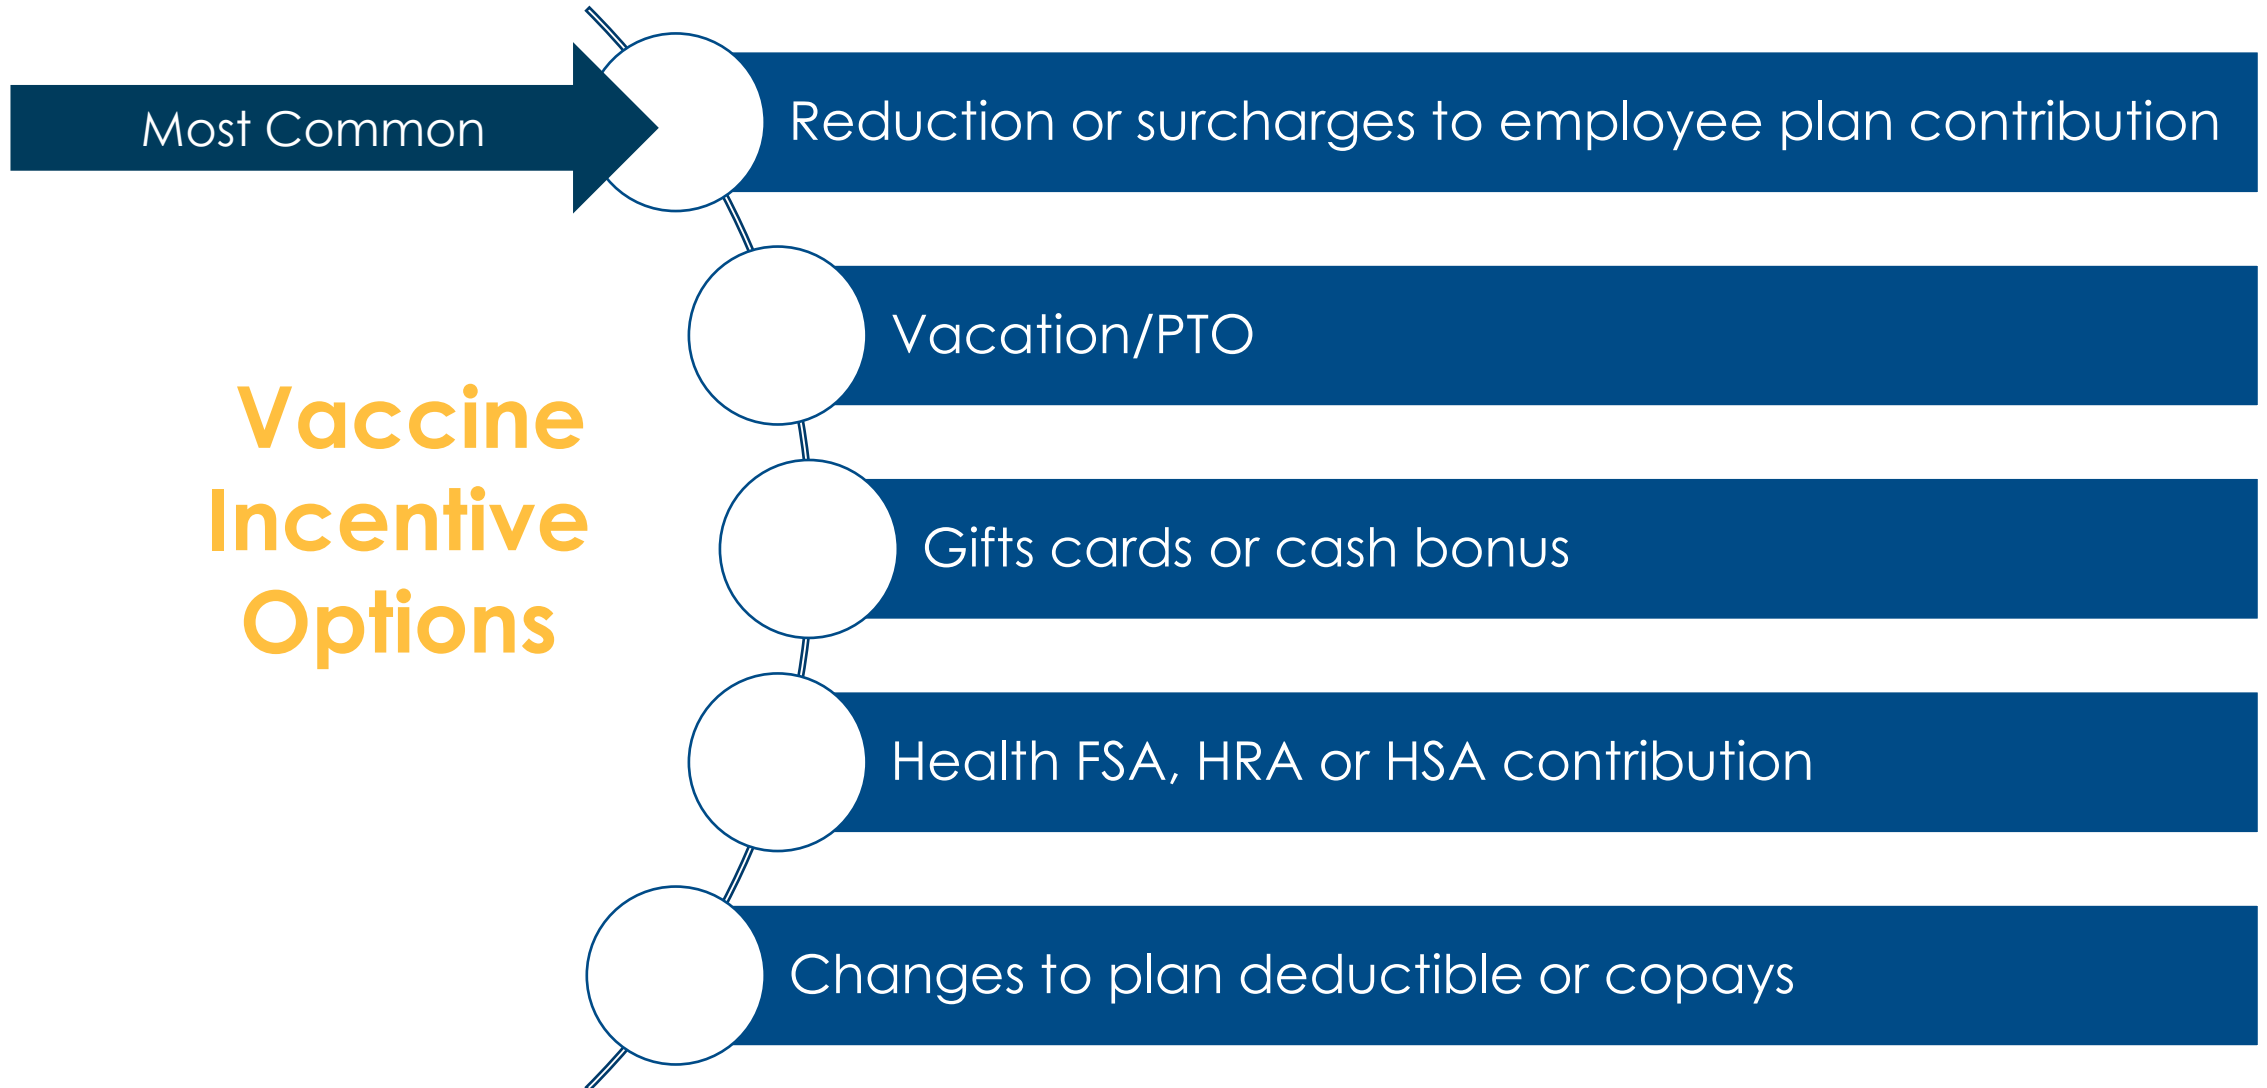 Most Common
Reduction or surcharges to employee plan contribution
Vacation/PTO
Vaccine
Incentive
Options
Gifts cards or cash bonus
Health FSA, HRA or HSA contribution
Changes to plan deductible or copays